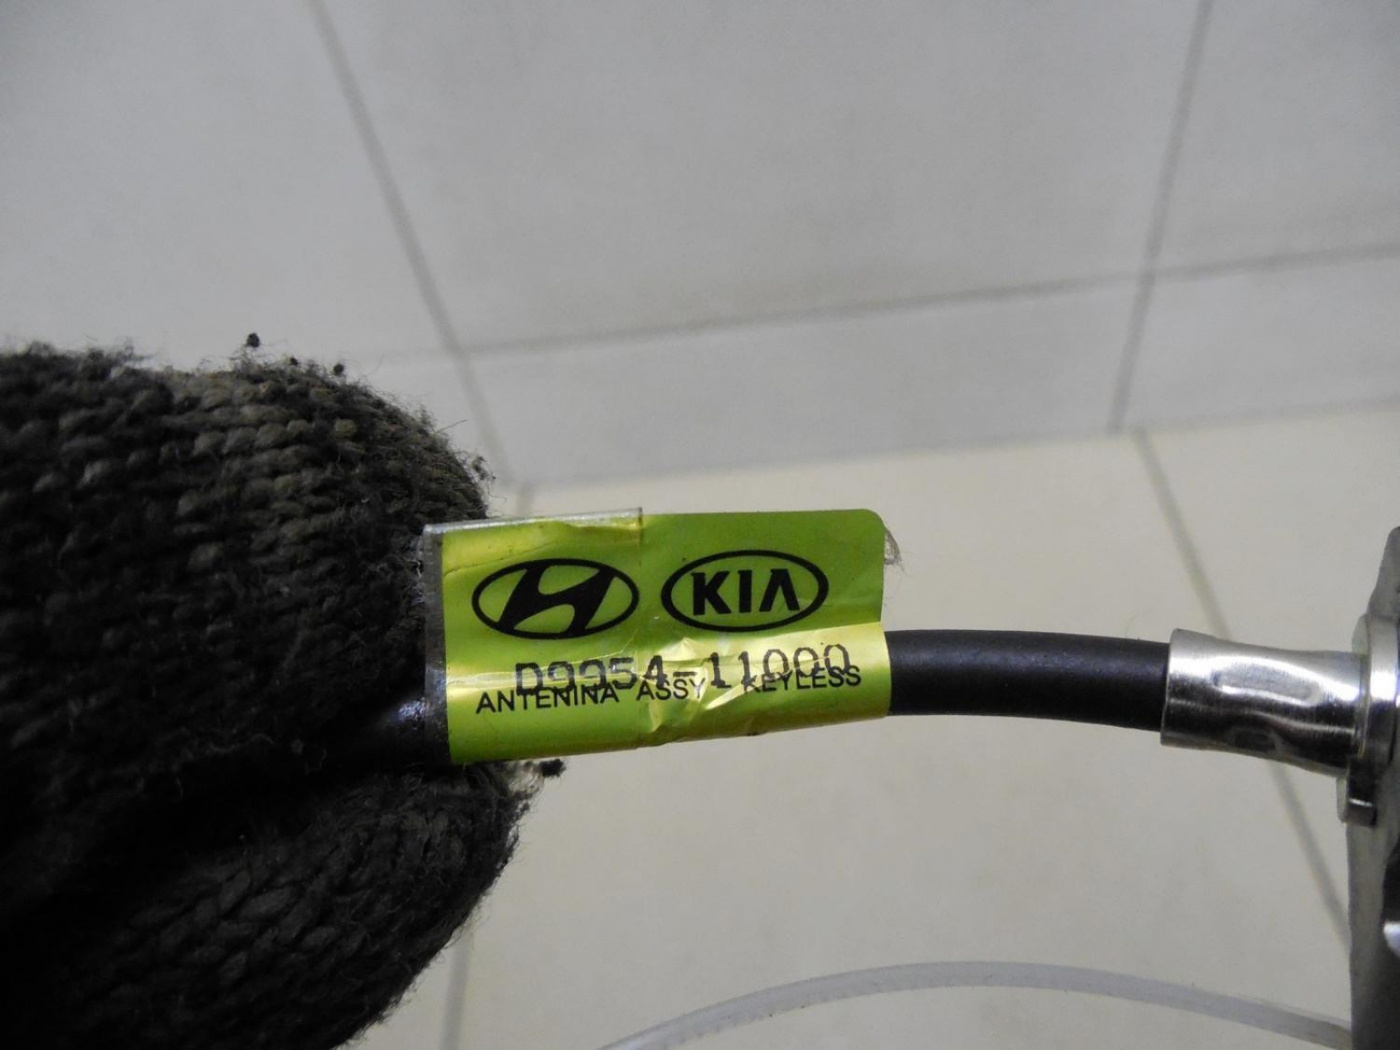 KIA
D9954-11000
ANTENINA ASSY - KEYLESS